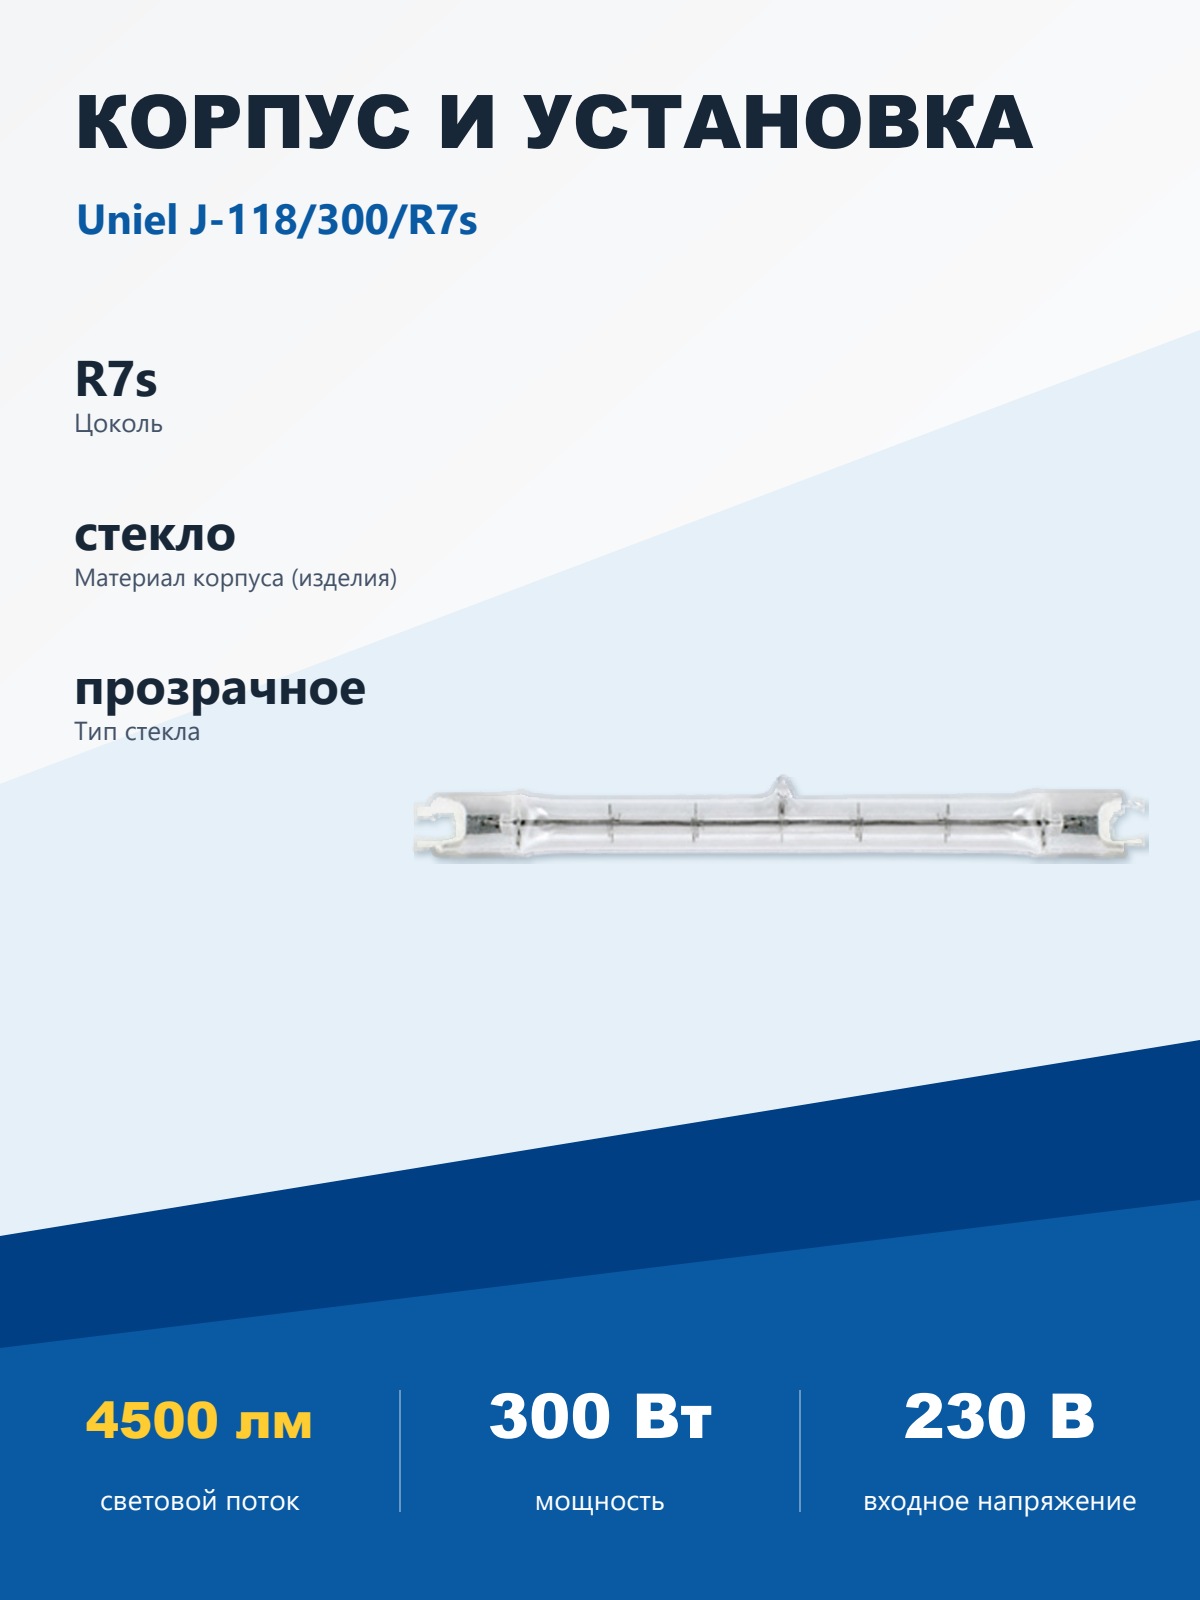 КОРПУС И УСТАНОВКА
Uniel J-118/300/R7s
R7s
Цоколь
стекло
Материал корпуса (изделия)
прозрачное
Тип стекла
4500 лм
световой поток
300 Вт
мощность
230 В
входное напряжение